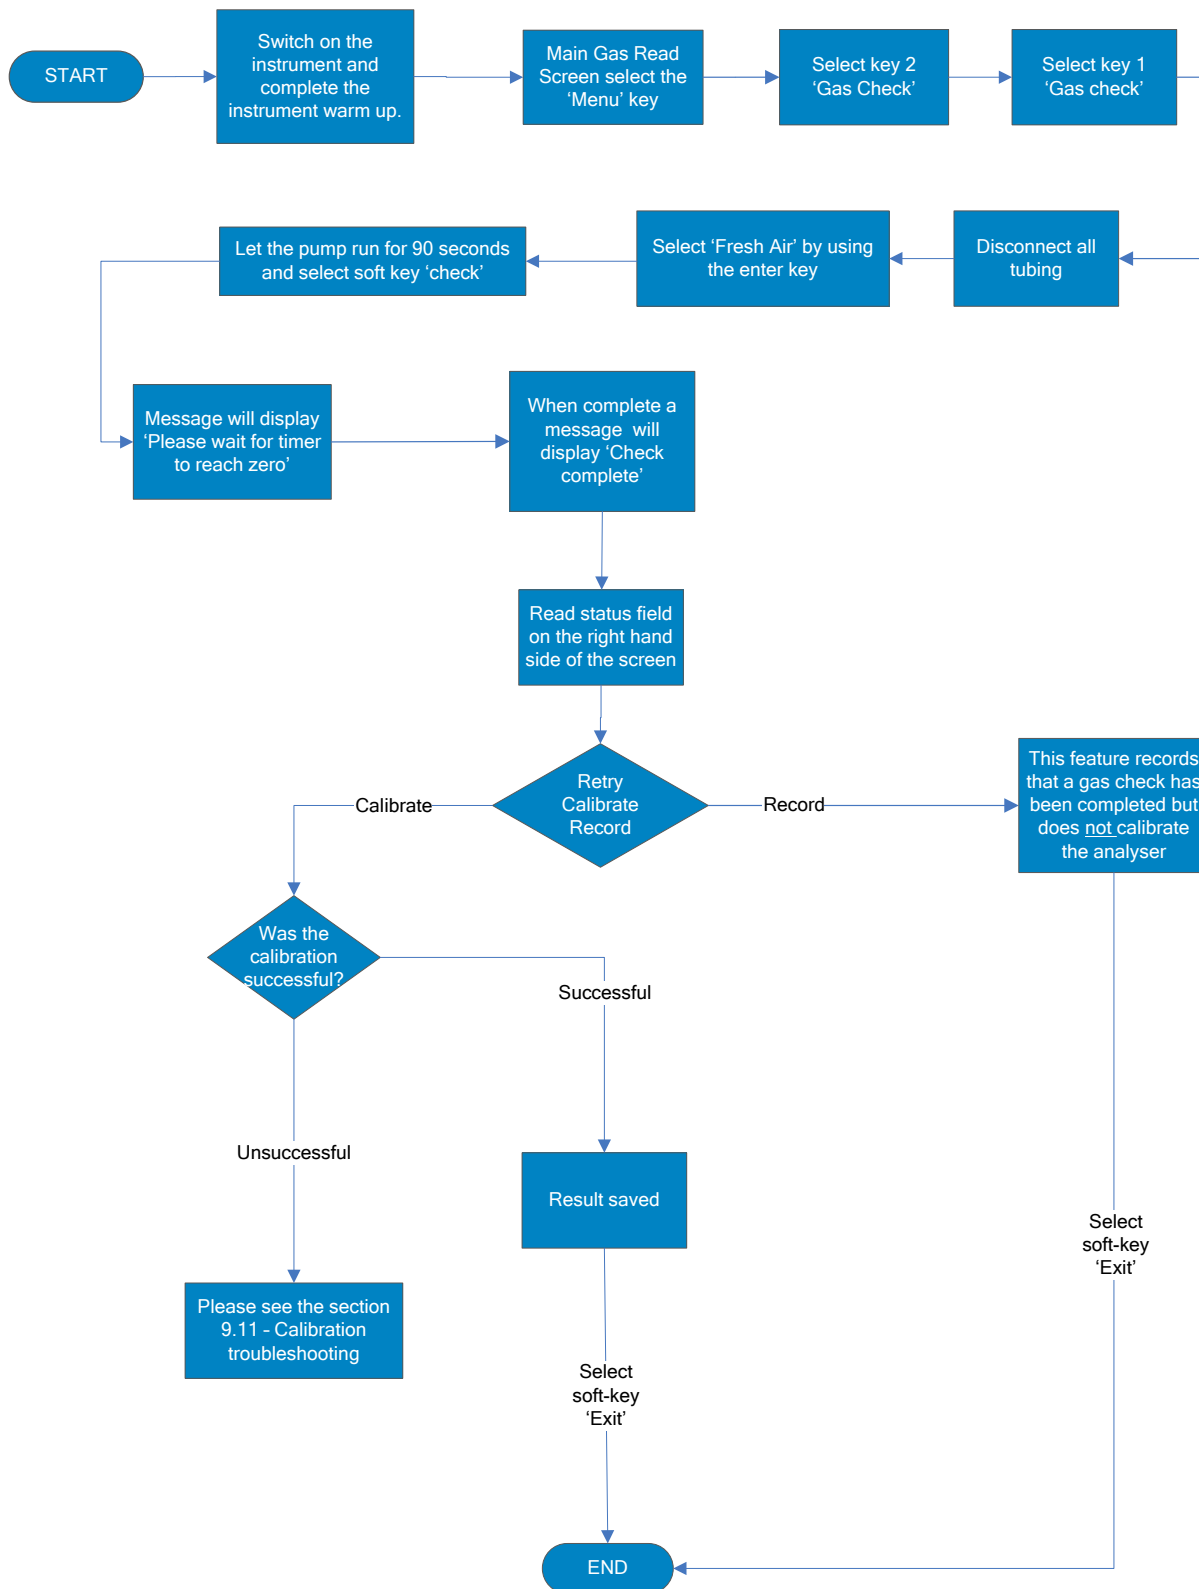 START
Switch on the
instrument and
complete the
instrument warm up.
Main Gas Read
Screen select the
‘Menu’ key
Select key 2
‘Gas Check’
Select key 1
‘Gas check’
Disconnect all
tubing
Select ‘Fresh Air’ by using
the enter key
Let the pump run for 90 seconds
and select soft key ‘check’
Message will display
‘Please wait for timer
to reach zero’
When complete a
message will
display ‘Check
complete’
Read status field
on the right hand
side of the screen
Retry
Calibrate
Record
Calibrate
Record
This feature records
that a gas check has
been completed but
does not calibrate
the analyser
Was the
calibration
successful?
Successful
Unsuccessful
Result saved
Please see the section
9.11 - Calibration
troubleshooting
Select
soft-key
‘Exit’
Select
soft-key
‘Exit’
END